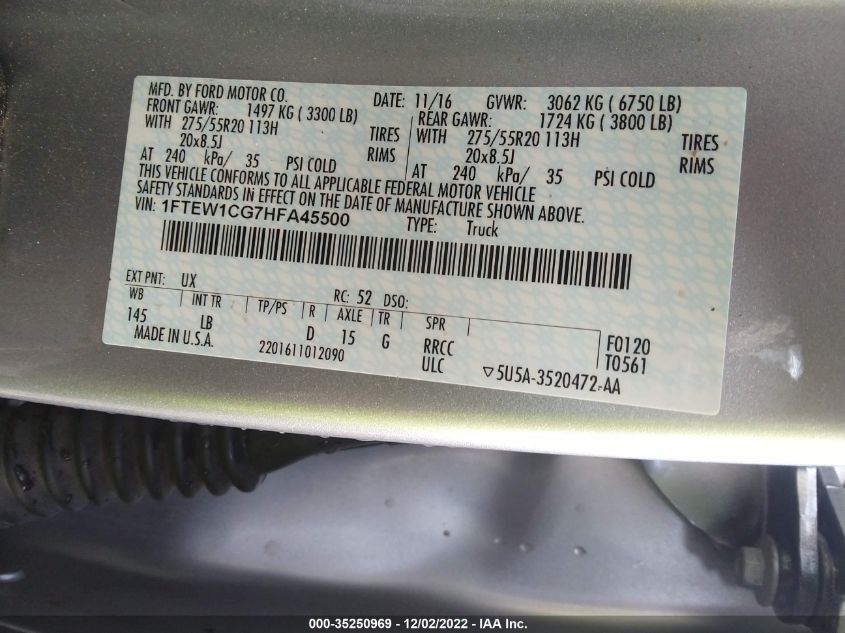 MFD. BY FORD MOTOR CO. DATE: 11/16 GVWR: 3062 KG ( 6750 LB)
FRONT GAWR: 1497 KG ( 3300 LB) REAR GAWR: 1724 KG ( 3800 LB)
WITH 275/55R20 113H TIRES WITH 275/55R20 113H TIRES
20x8.5J RIMS 20x8.5J RIMS
AT 240 kPa/ 35 PSI COLD AT 240 kPa/ 35 PSI COLD
THIS VEHICLE CONFORMS TO ALL APPLICABLE FEDERAL MOTOR VEHICLE
SAFETY STANDARDS IN EFFECT ON THE DATE OF MANUFACTURE SHOWN ABOVE.
VIN: 1FTEW1CG7HFA45500 TYPE: Truck
EXT PNT: UX RC: 52 DSO:
WB INT TR TP/PS R AXLE TR SPR
145 LB D 15 G RRCC F0120
MADE IN U.S.A. 2201611012090 ULC T0561
▽5U5A-3520472-AA
000-35250969 - 12/02/2022 - IAA Inc.